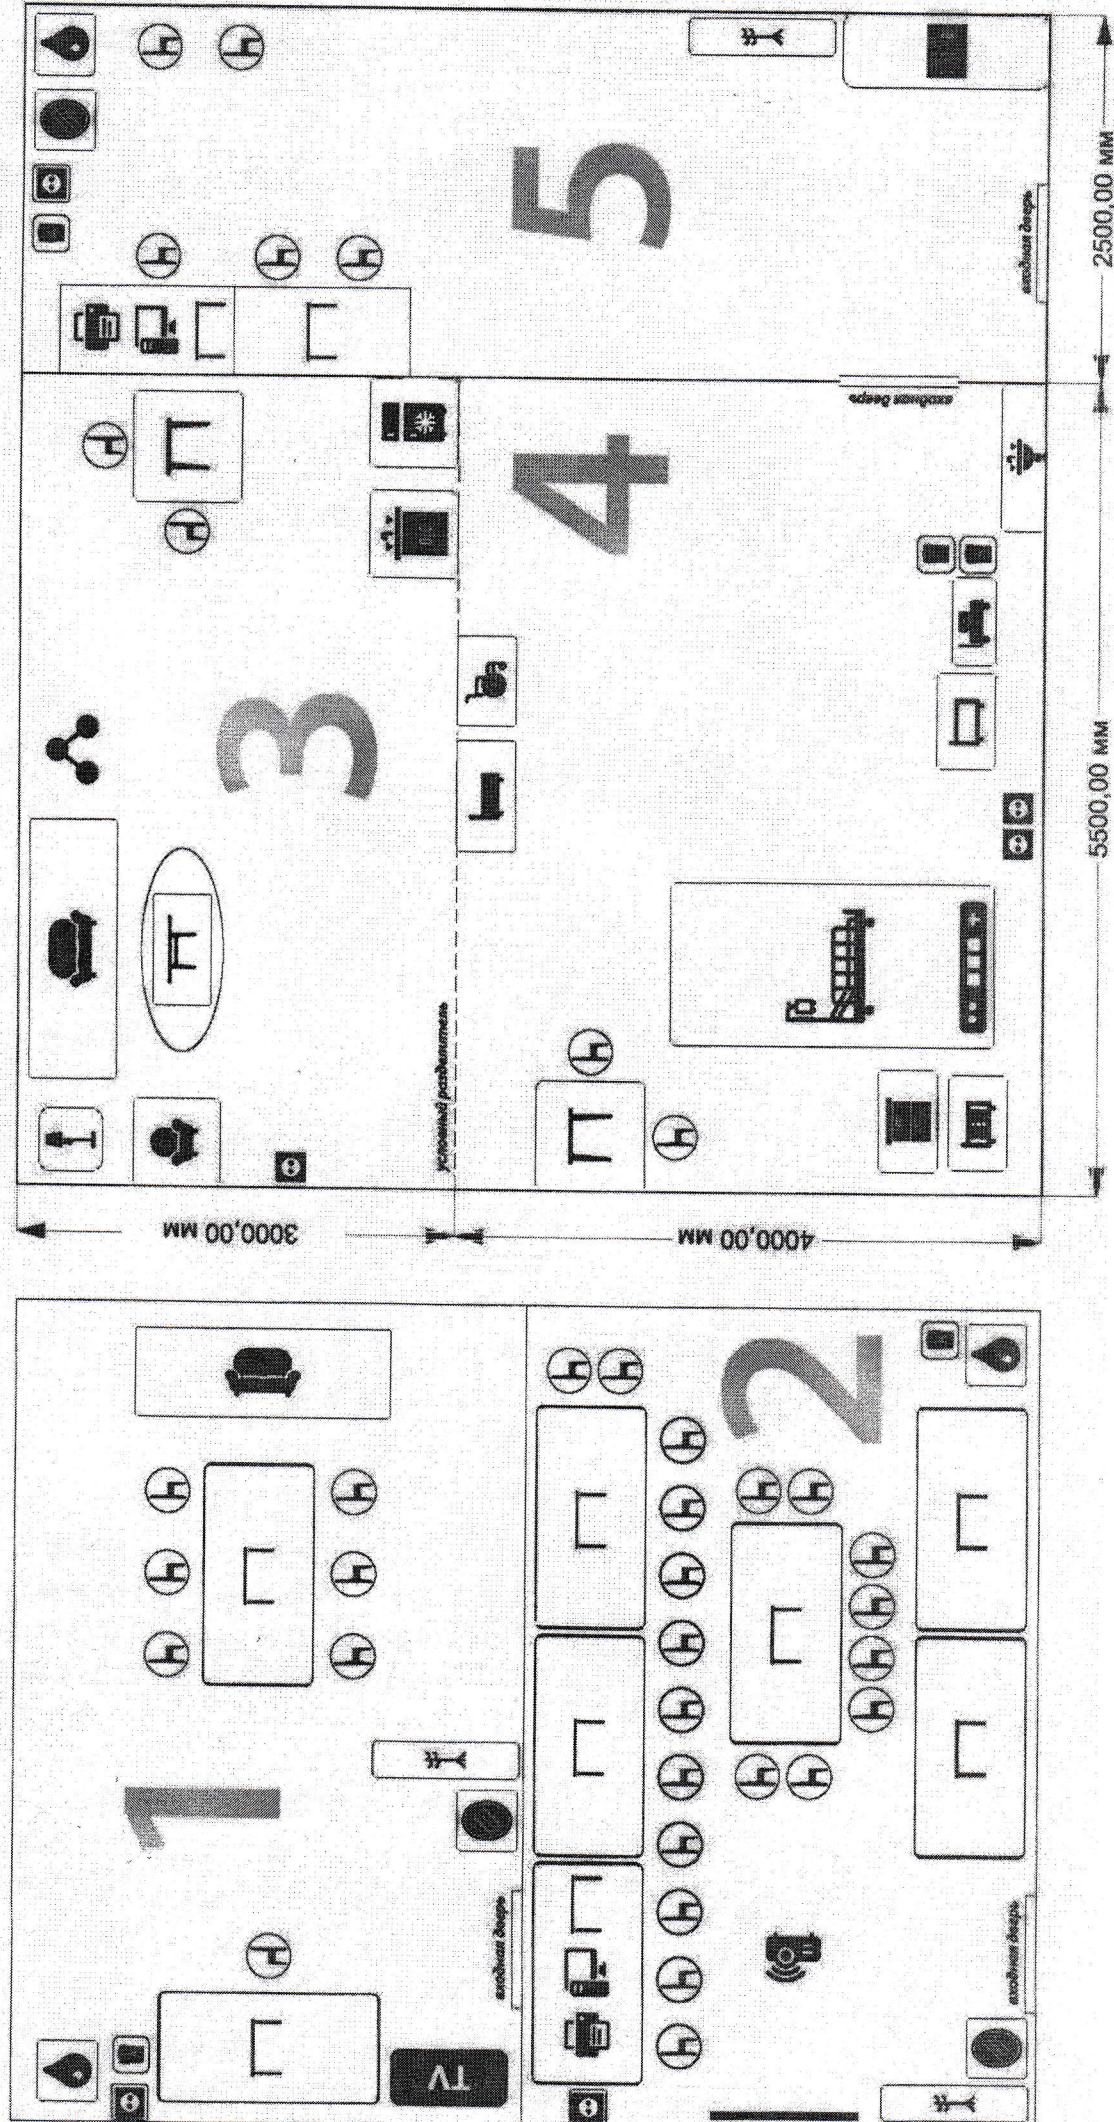 5
2500,00 мм
входная дверь
входная дверь
4
3
5500,00 мм
условный разделитель
3000,00 мм
4000,00 мм
2
1
входная дверь
входная дверь
TV